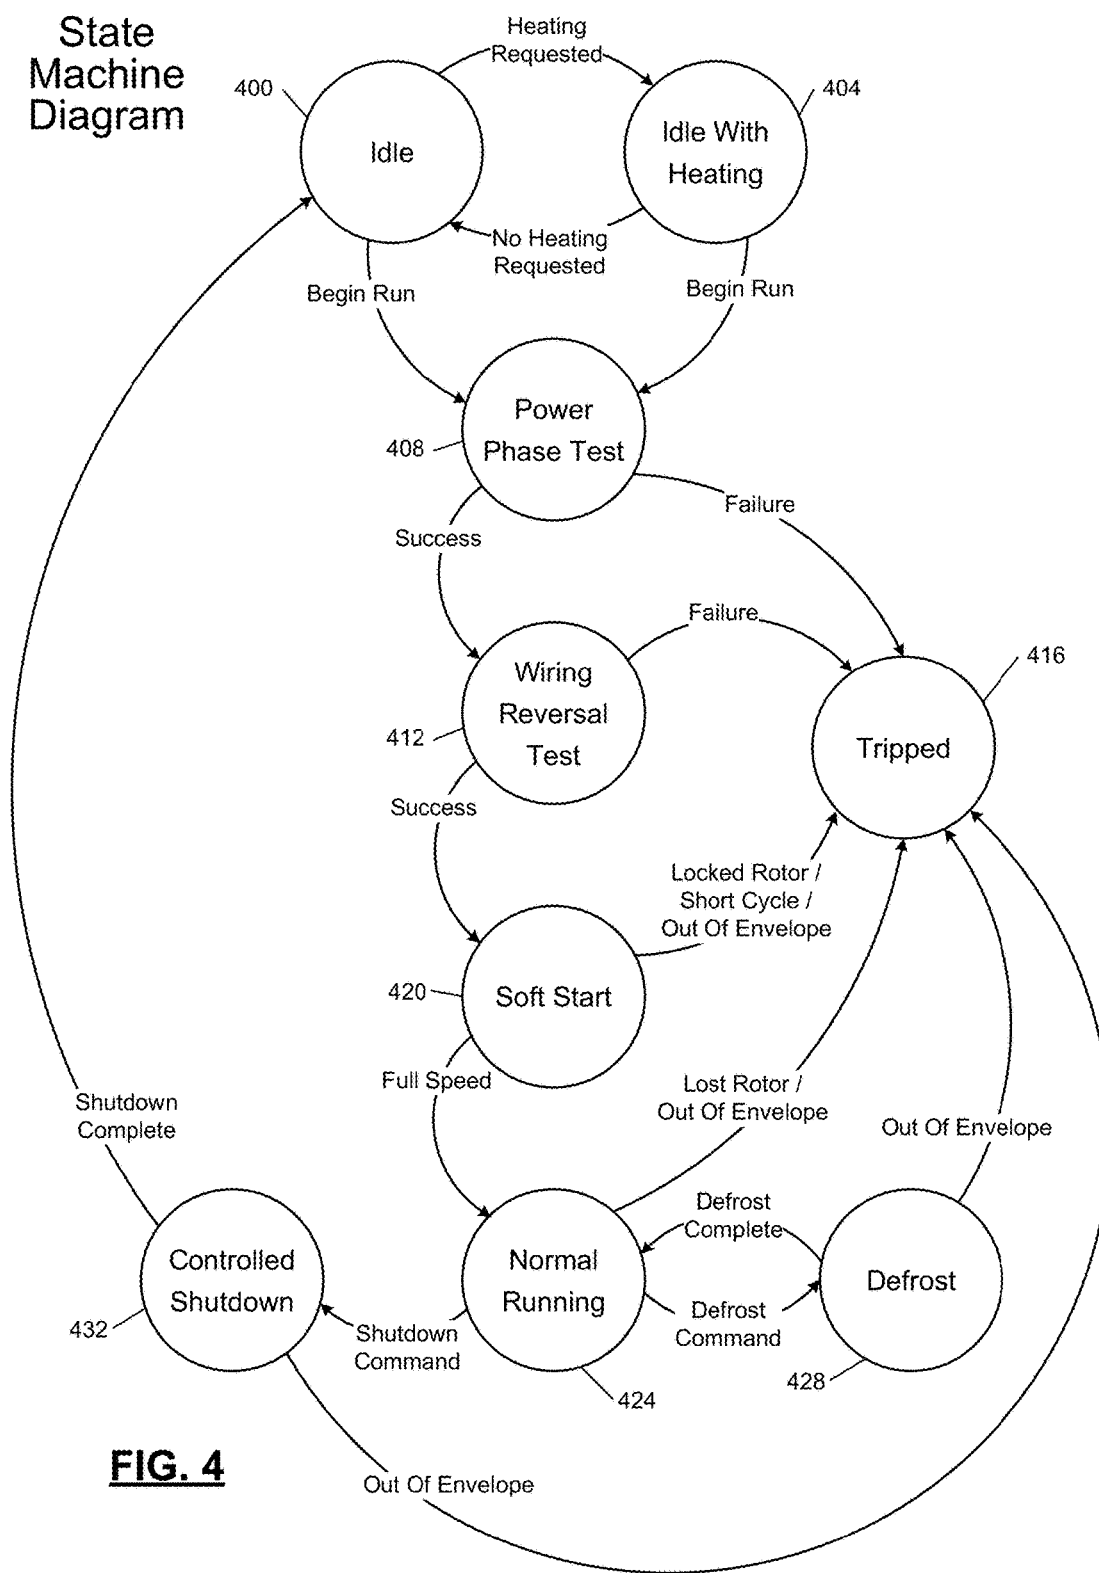 State
Machine
Diagram
Heating
Requested
400
404
Idle
Idle With
Heating
No Heating
Requested
Begin Run
Begin Run
Power
Phase Test
408
Failure
Success
Failure
Wiring
Reversal
Test
412
416
Tripped
Success
Locked Rotor /
Short Cycle /
Out Of Envelope
420
Soft Start
Full Speed
Lost Rotor /
Out Of Envelope
Shutdown
Complete
Out Of Envelope
Defrost
Complete
Controlled
Shutdown
Normal
Running
Defrost
432
Shutdown
Command
Defrost
Command
428
424
FIG. 4
Out Of Envelope